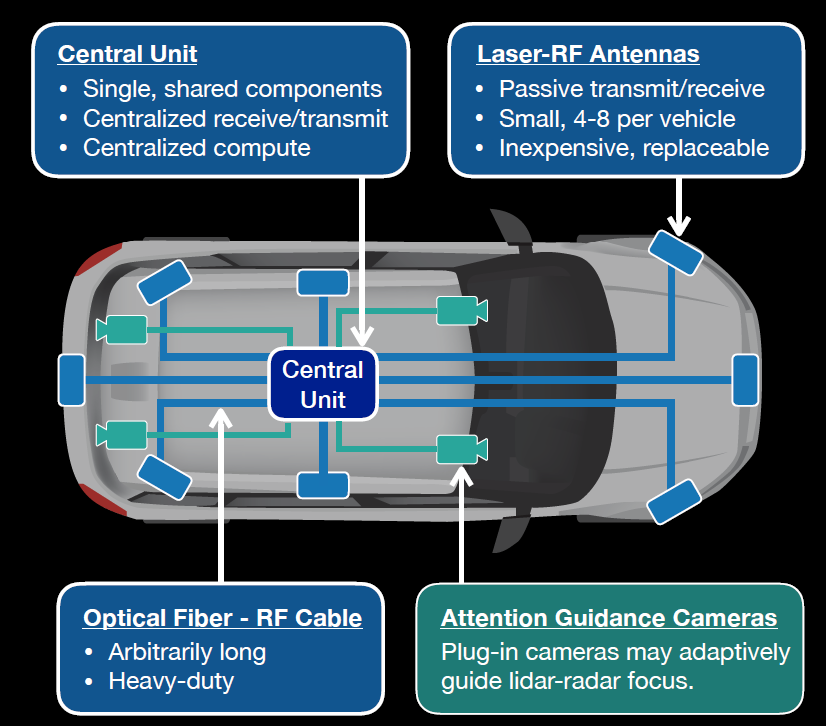 Central Unit
• Single, shared components
• Centralized receive/transmit
• Centralized compute
Laser-RF Antennas
• Passive transmit/receive
• Small, 4-8 per vehicle
• Inexpensive, replaceable
Central
Unit
Optical Fiber - RF Cable
• Arbitrarily long
• Heavy-duty
Attention Guidance Cameras
Plug-in cameras may adaptively
guide lidar-radar focus.